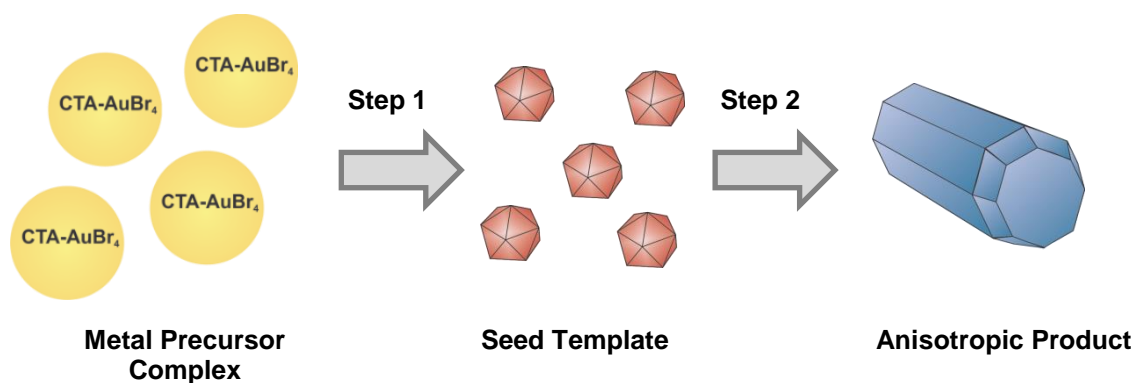 CTA-AuBr₄
CTA-AuBr₄
CTA-AuBr₄
CTA-AuBr₄
Step 1
Step 2
Metal Precursor
Complex
Seed Template
Anisotropic Product